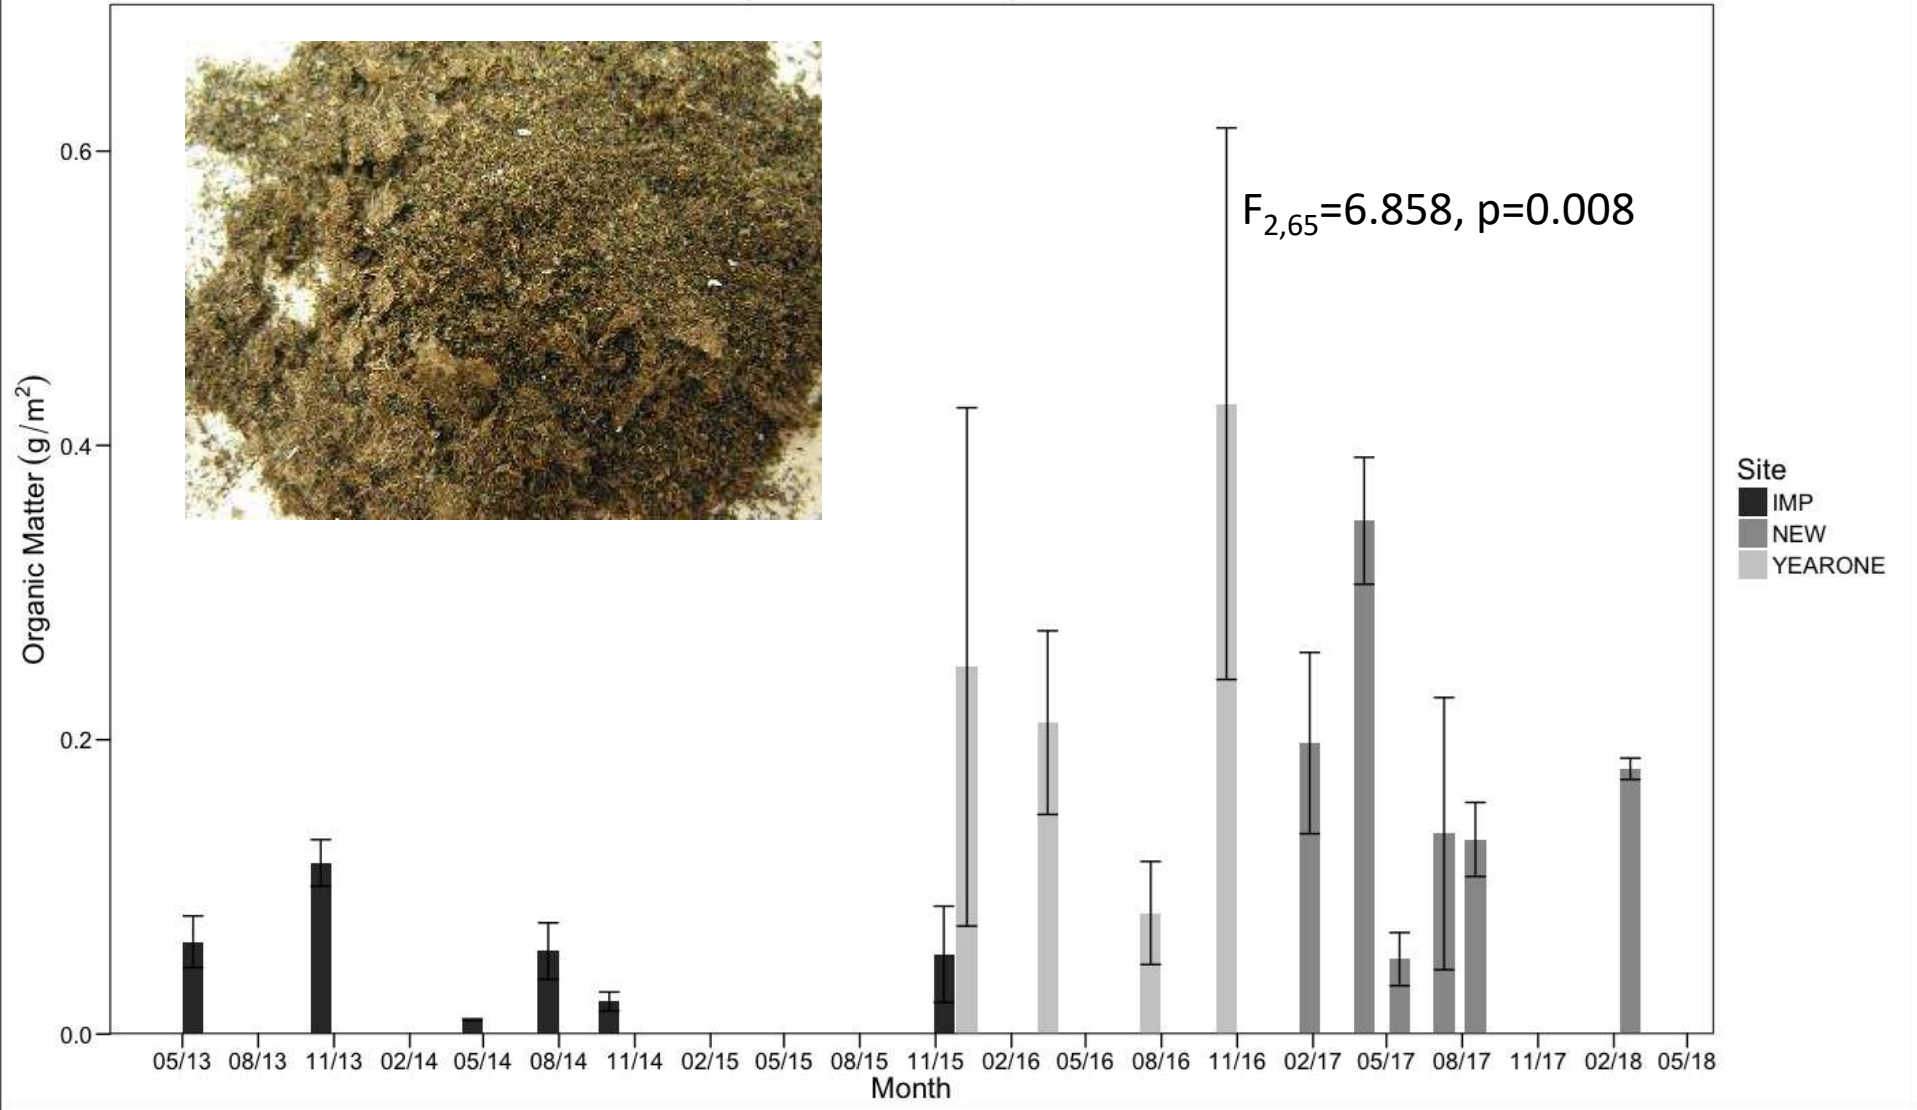 0.6
0.4
0.2
0.0
Organic Matter (g/m²)
F₂,₆₅=6.858, p=0.008
Site
IMP
NEW
YEARONE
05/13 08/13 11/13 02/14 05/14 08/14 11/14 02/15 05/15 08/15 11/15 02/16 05/16 08/16 11/16 02/17 05/17 08/17 11/17 02/18 05/18
Month